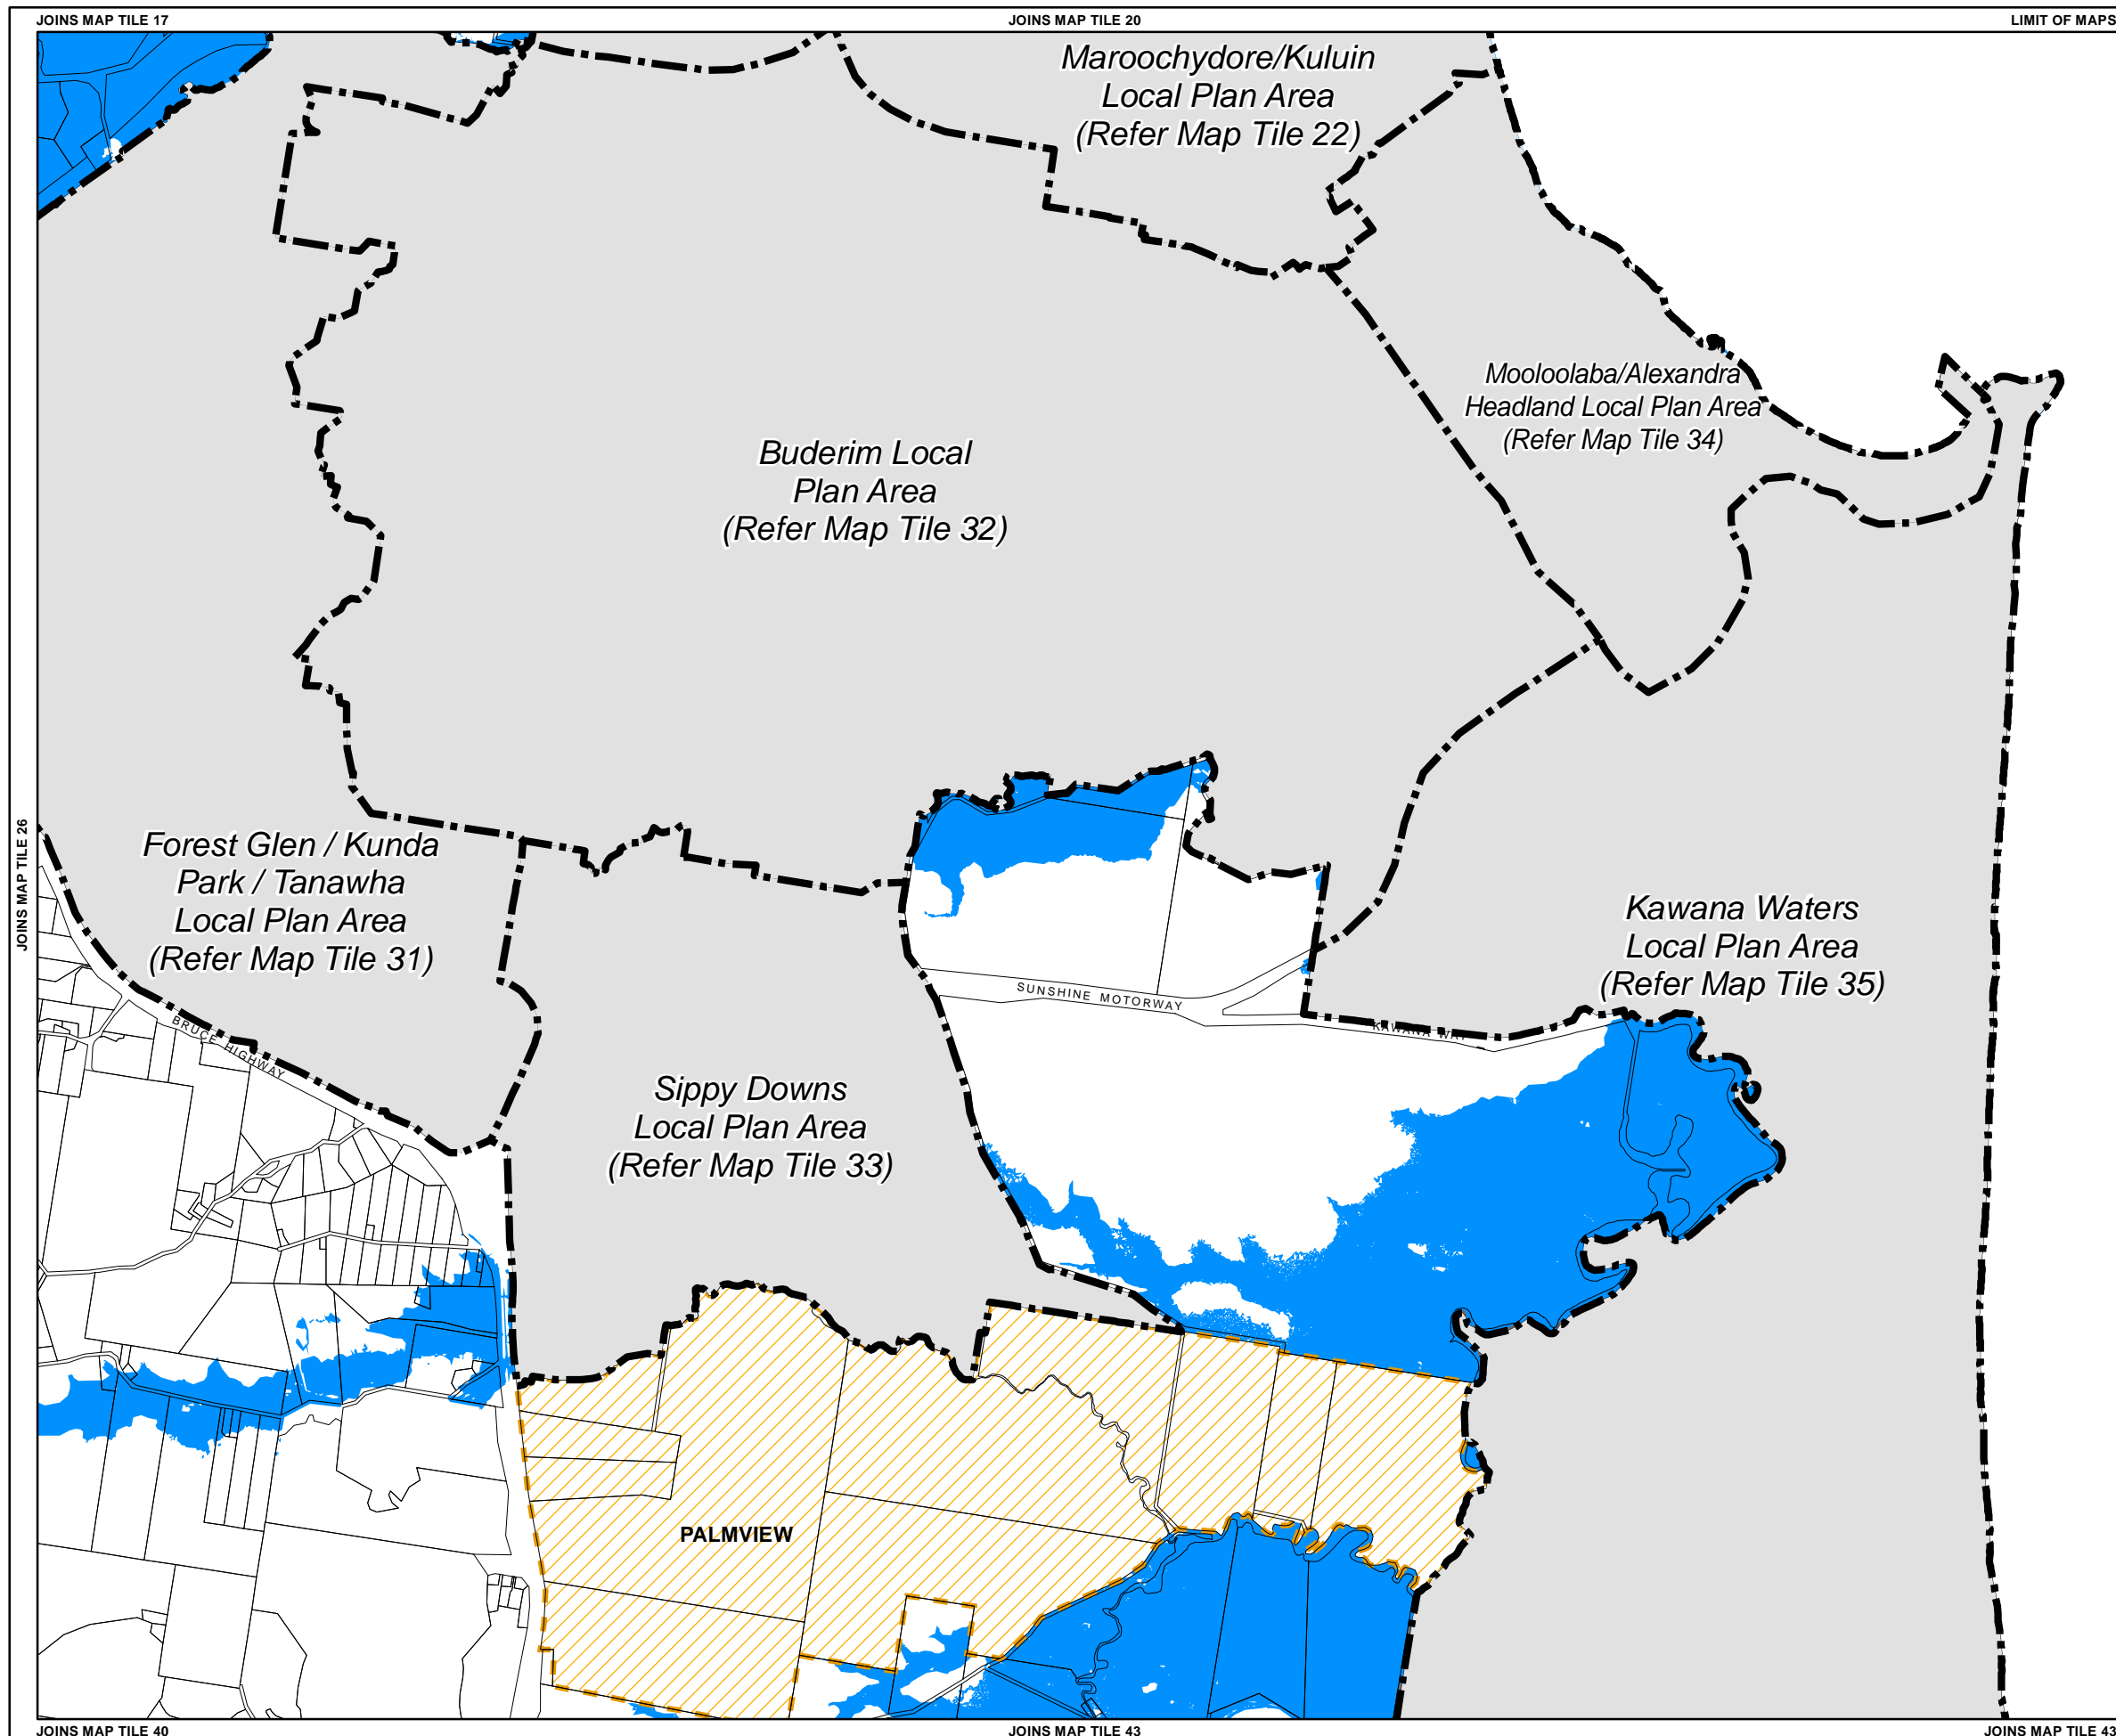 JOINS MAP TILE 17
JOINS MAP TILE 20
LIMIT OF MAPS
Maroochydore/Kuluin
Local Plan Area
(Refer Map Tile 22)
Mooloolaba/Alexandra
Headland Local Plan Area
(Refer Map Tile 34)
Buderim Local
Plan Area
(Refer Map Tile 32)
JOINS MAP TILE 26
Forest Glen / Kunda
Park / Tanawha
Local Plan Area
(Refer Map Tile 31)
Kawana Waters
Local Plan Area
(Refer Map Tile 35)
SUNSHINE MOTORWAY
KAWANA WAY
BRUCE HIGHWAY
Sippy Downs
Local Plan Area
(Refer Map Tile 33)
PALMVIEW
JOINS MAP TILE 40
JOINS MAP TILE 43
JOINS MAP TILE 43